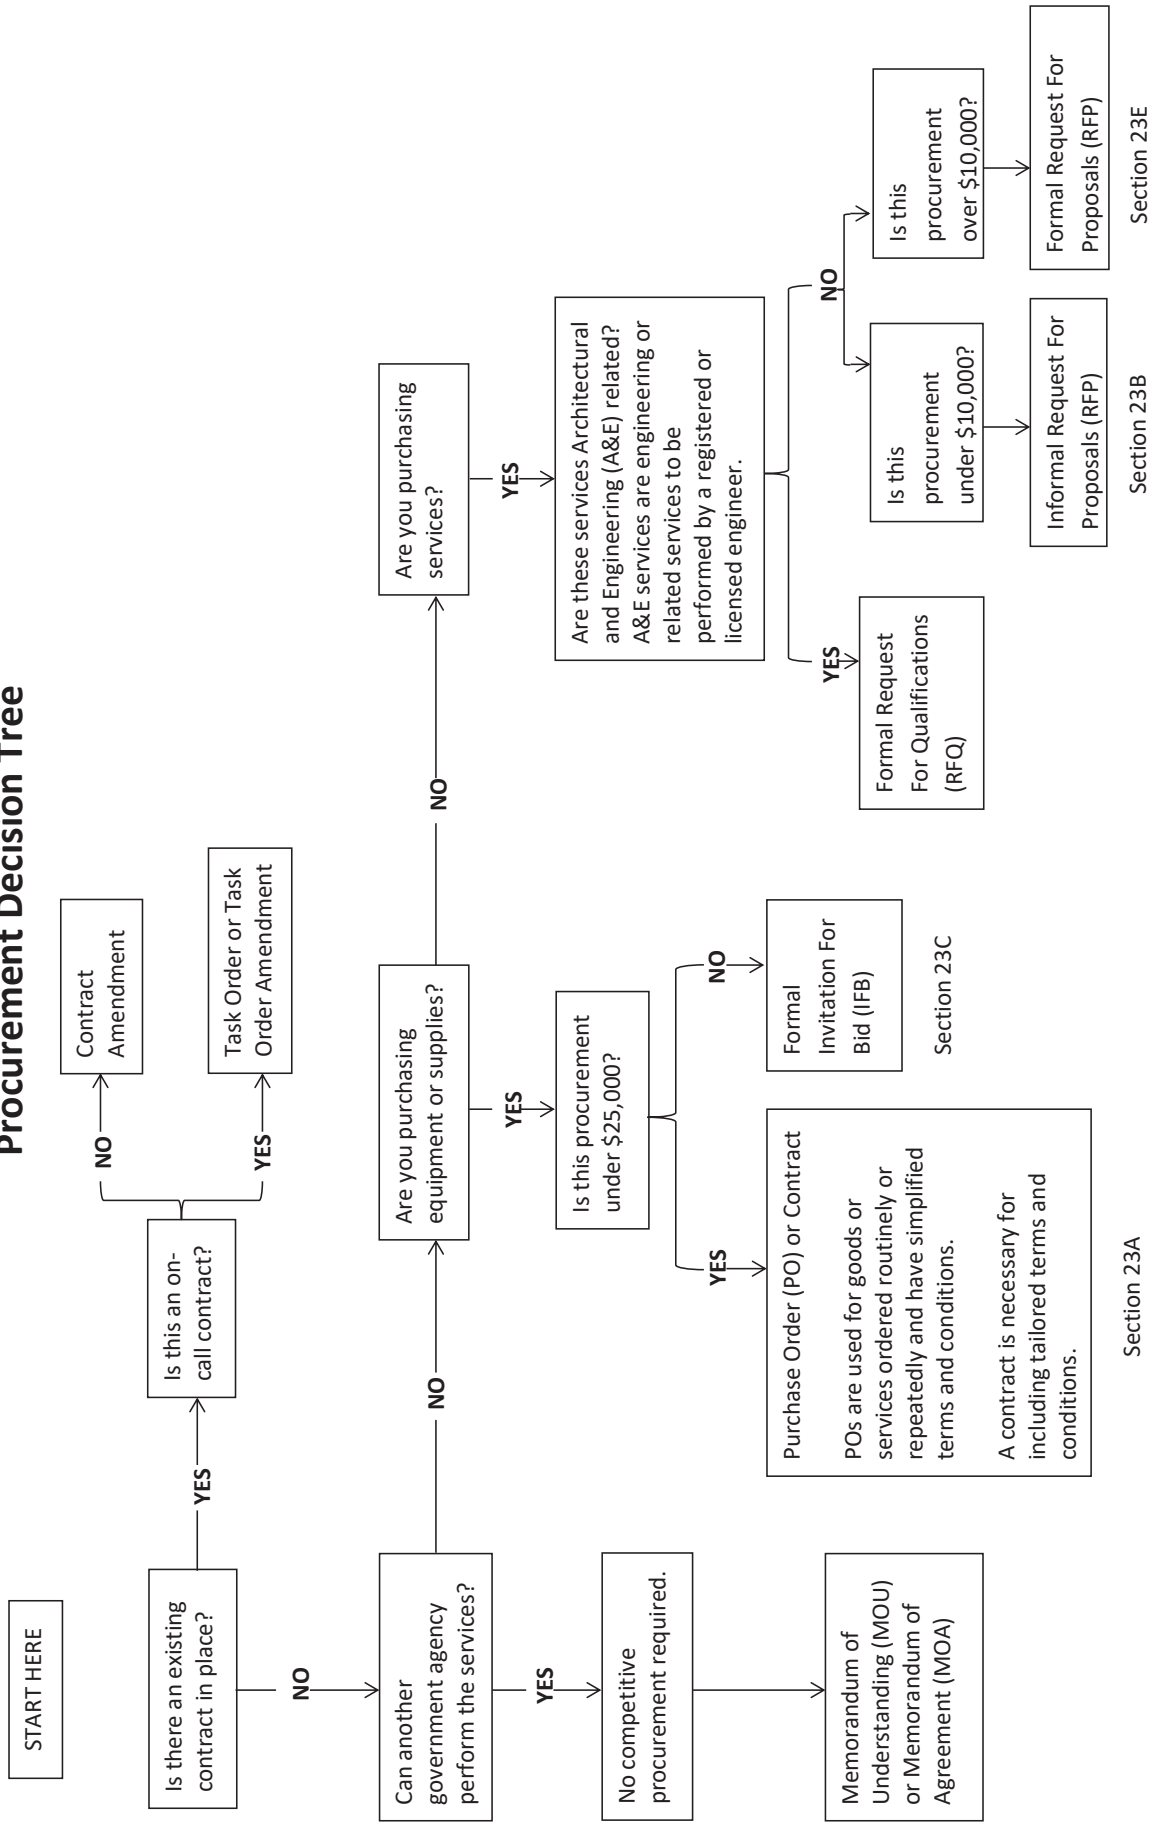 Procurement Decision Tree
START HERE
Is there an existing
contract in place?
YES
Is this an on-
call contract?
NO
Contract
Amendment
YES
Task Order or Task
Order Amendment
NO
Can another
government agency
perform the services?
YES
No competitive
procurement required.
Memorandum of
Understanding (MOU)
or Memorandum of
Agreement (MOA)
NO
Are you purchasing
equipment or supplies?
YES
Is this procurement
under $25,000?
YES
Purchase Order (PO) or Contract
POs are used for goods or
services ordered routinely or
repeatedly and have simplified
terms and conditions.
A contract is necessary for
including tailored terms and
conditions.
Section 23A
NO
Formal
Invitation For
Bid (IFB)
Section 23C
NO
Are you purchasing
services?
YES
Are these services Architectural
and Engineering (A&E) related?
A&E services are engineering or
related services to be
performed by a registered or
licensed engineer.
YES
Formal Request
For Qualifications
(RFQ)
NO
Is this
procurement
under $10,000?
Informal Request For
Proposals (RFP)
Section 23B
Is this
procurement
over $10,000?
Formal Request For
Proposals (RFP)
Section 23E